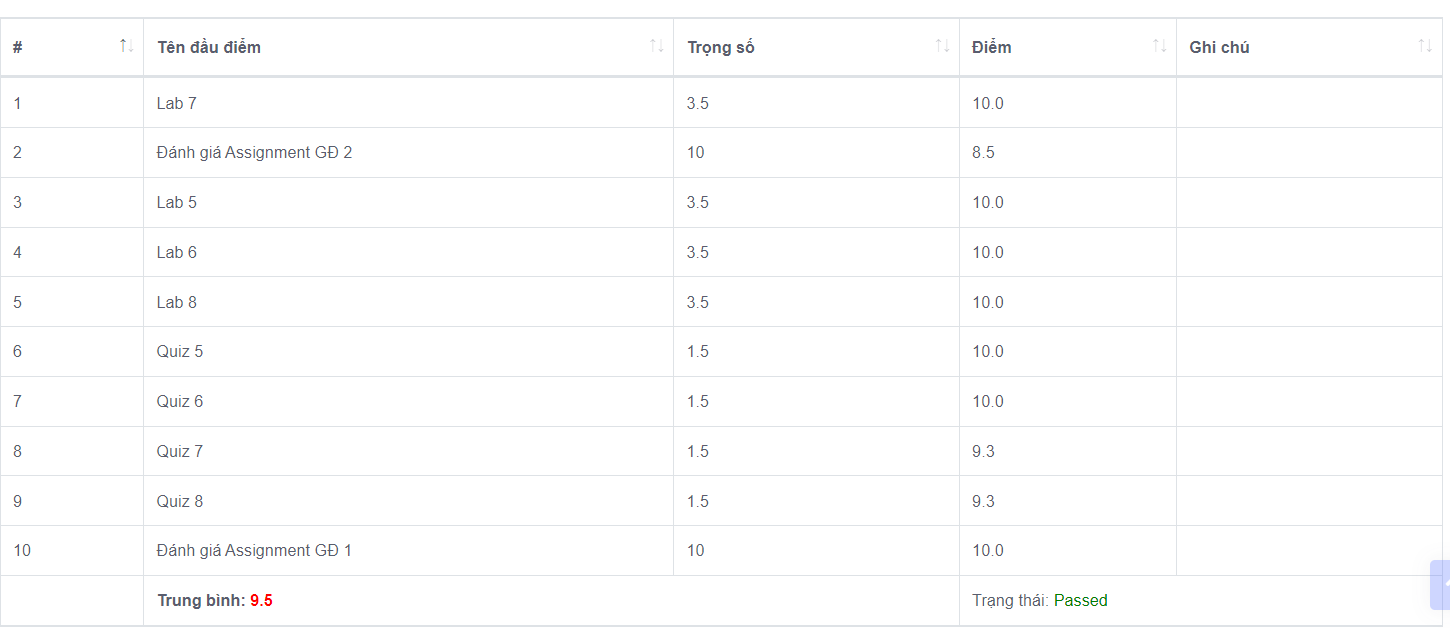 # Tên đầu điểm Trọng số Điểm Ghi chú
1 Lab 7 3.5 10.0
2 Đánh giá Assignment GĐ 2 10 8.5
3 Lab 5 3.5 10.0
4 Lab 6 3.5 10.0
5 Lab 8 3.5 10.0
6 Quiz 5 1.5 10.0
7 Quiz 6 1.5 10.0
8 Quiz 7 1.5 9.3
9 Quiz 8 1.5 9.3
10 Đánh giá Assignment GĐ 1 10 10.0
Trung bình: 9.5 Trạng thái: Passed